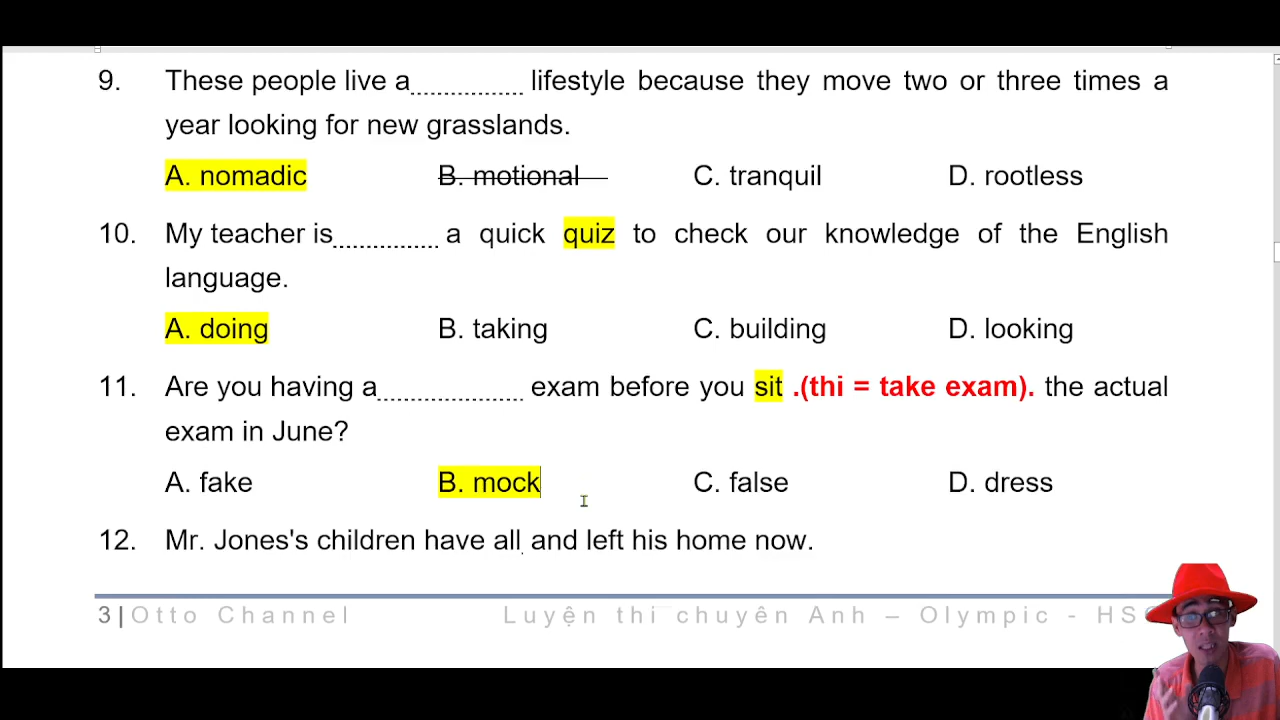 9. These people live a................ lifestyle because they move two or three times a
year looking for new grasslands.
A. nomadic B. motional C. tranquil D. rootless
10. My teacher is............... a quick quiz to check our knowledge of the English
language.
A. doing B. taking C. building D. looking
11. Are you having a..................... exam before you sit .(thi = take exam). the actual
exam in June?
A. fake B. mock C. false D. dress
12. Mr. Jones's children have all and left his home now.
3|Otto Channel Luyện thi chuyên Anh – Olympic - HS